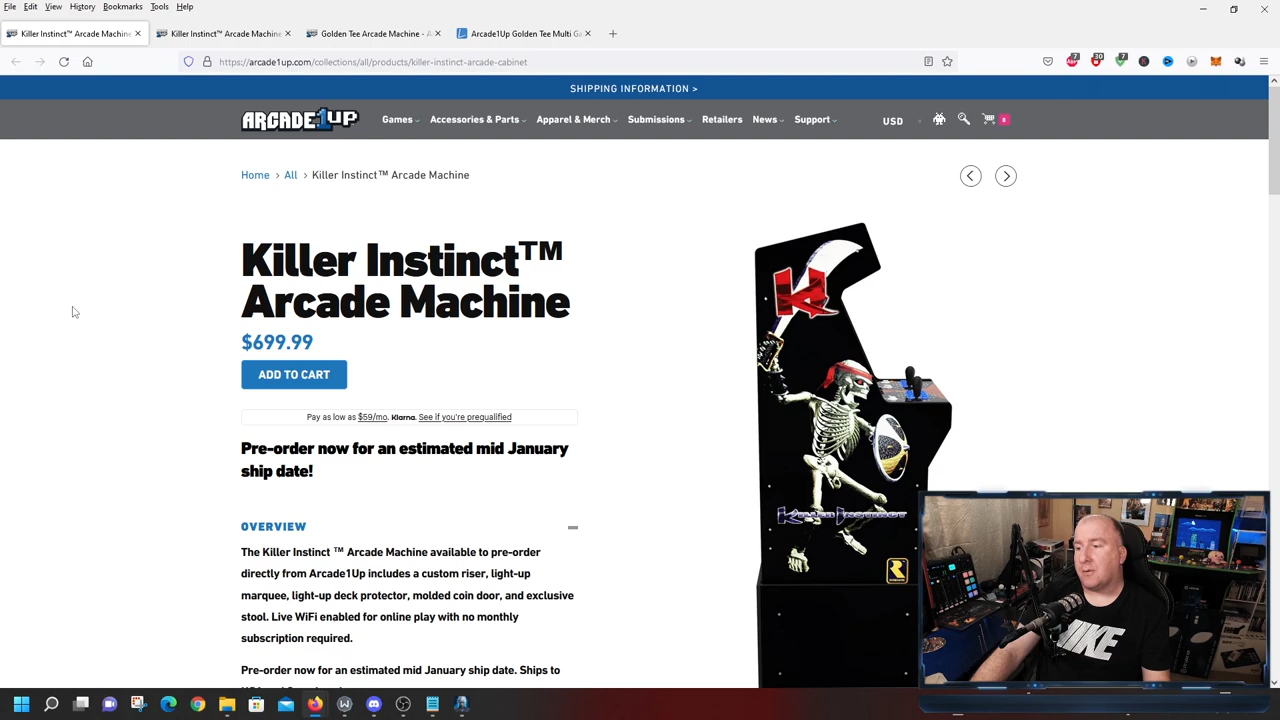 File Edit View History Bookmarks Tools Help
Killer Instinct™ Arcade Machine
Killer Instinct™ Arcade Machine
Golden Tee Arcade Machine - A
Arcade1Up Golden Tee Multi Ga
https://arcade1up.com/collections/all/products/killer-instinct-arcade-cabinet
7 30 7
SHIPPING INFORMATION >
ARCADE1UP Games Accessories & Parts Apparel & Merch Submissions Retailers News Support USD
Home > All > Killer Instinct™ Arcade Machine
Killer Instinct™
Arcade Machine
$699.99
ADD TO CART
Pay as low as $59/mo. Klarna. See if you're prequalified
Pre-order now for an estimated mid January
ship date!
OVERVIEW
The Killer Instinct ™ Arcade Machine available to pre-order
directly from Arcade1Up includes a custom riser, light-up
marquee, light-up deck protector, molded coin door, and exclusive
stool. Live WiFi enabled for online play with no monthly
subscription required.
Pre-order now for an estimated mid January ship date. Ships to
KI
KILLER INSTINCT
R
NIKE